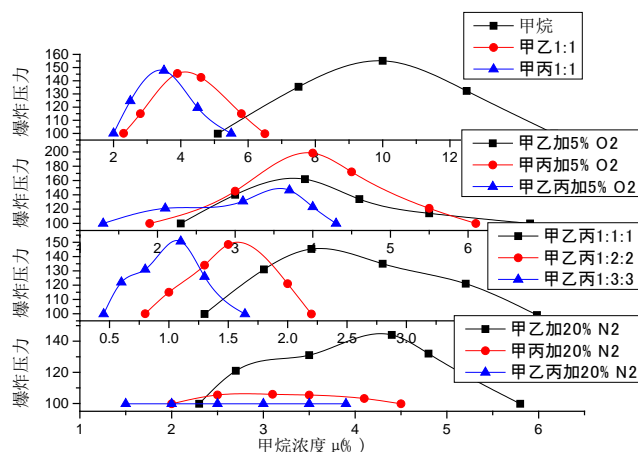 160
150
140
130
120
110
100
爆炸压力
甲烷
甲乙1:1
甲丙1:1
0
2
4
6
8
10
12
200
180
160
140
120
100
爆炸压力
甲乙加5% O2
甲丙加5% O2
甲乙丙加5% O2
2
3
4
5
6
150
140
130
120
110
100
爆炸压力
甲乙丙1:1:1
甲乙丙1:2:2
甲乙丙1:3:3
0.5
1.0
1.5
2.0
2.5
3.0
140
120
100
爆炸压力
甲乙加20% N2
甲丙加20% N2
甲乙丙加20% N2
1
2
3
4
5
6
甲烷浓度 μ(% )